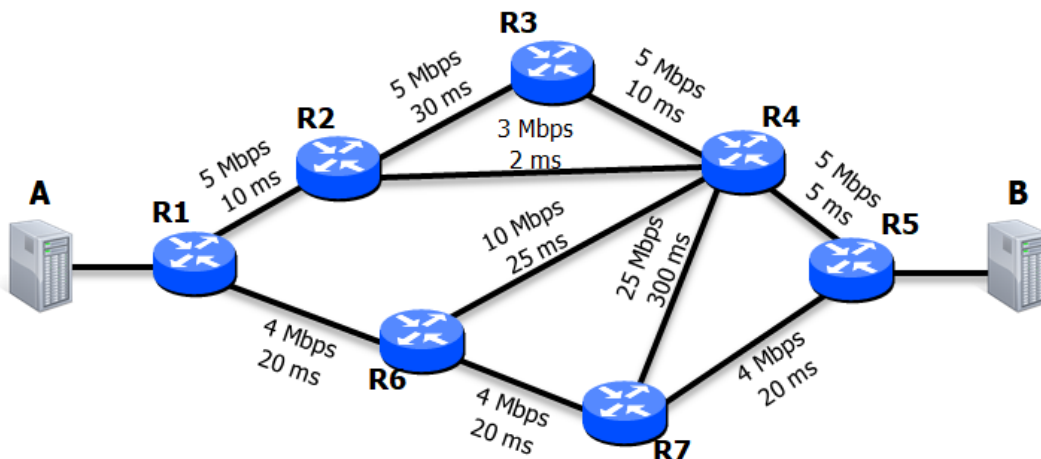 R3
5 Mbps
30 ms
5 Mbps
10 ms
R2
R4
3 Mbps
2 ms
5 Mbps
10 ms
5 Mbps
5 ms
A
B
R1
R5
10 Mbps
25 ms
25 Mbps
300 ms
4 Mbps
20 ms
R6
4 Mbps
20 ms
4 Mbps
20 ms
R7